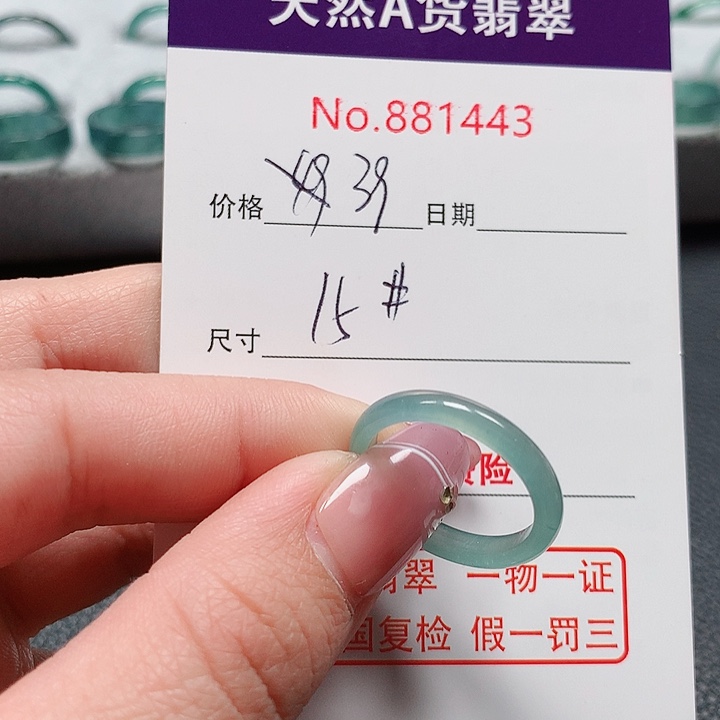 天然A货翡翠
No.881443
价格 39 日期
尺寸 15#
险
翠 一物一证
国复检 假一罚三